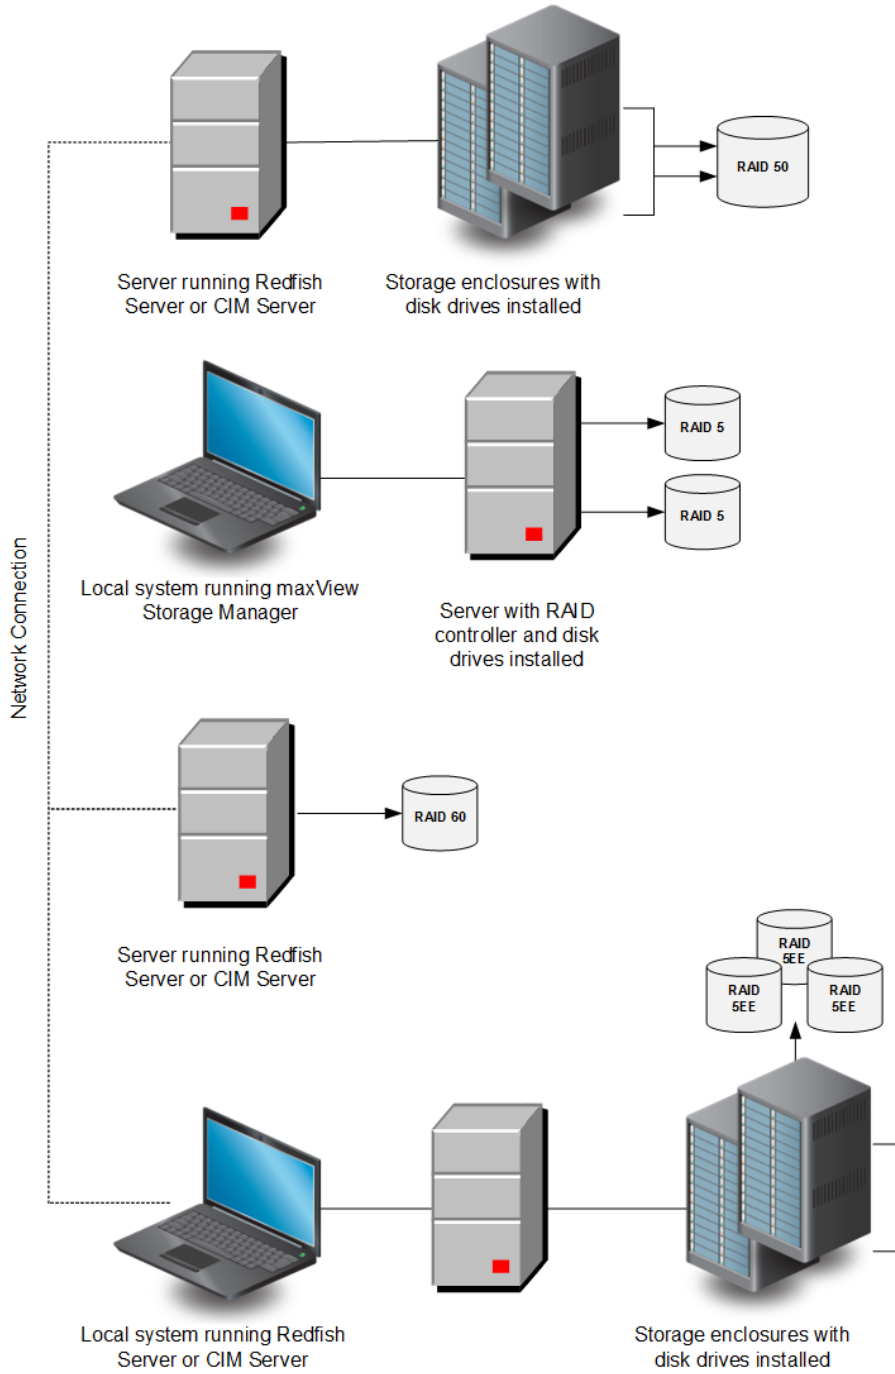 RAID 50
Server running Redfish
Server or CIM Server
Storage enclosures with
disk drives installed
RAID 5
RAID 5
Local system running maxView
Storage Manager
Server with RAID
controller and disk
drives installed
Network Connection
RAID 60
Server running Redfish
Server or CIM Server
RAID
5EE
RAID
5EE
RAID
5EE
Local system running Redfish
Server or CIM Server
Storage enclosures with
disk drives installed